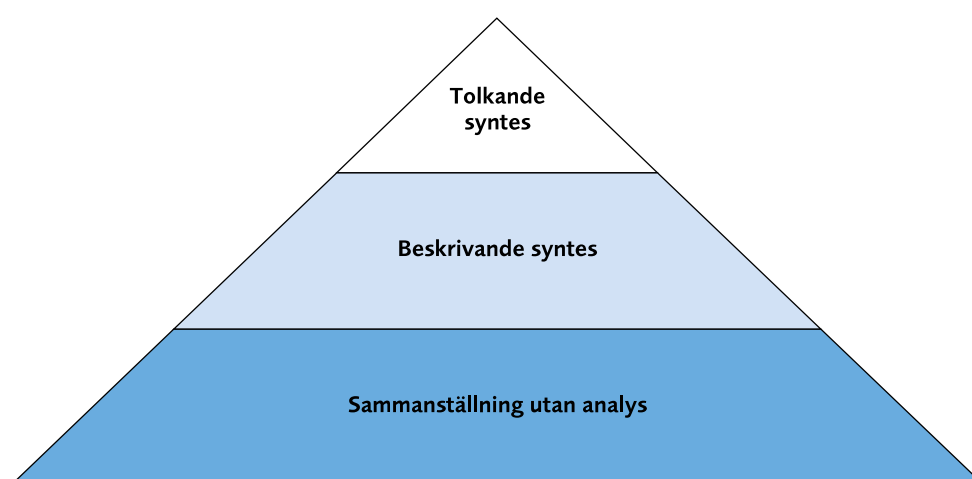 Tolkande
syntes
Beskrivande syntes
Sammanställning utan analys